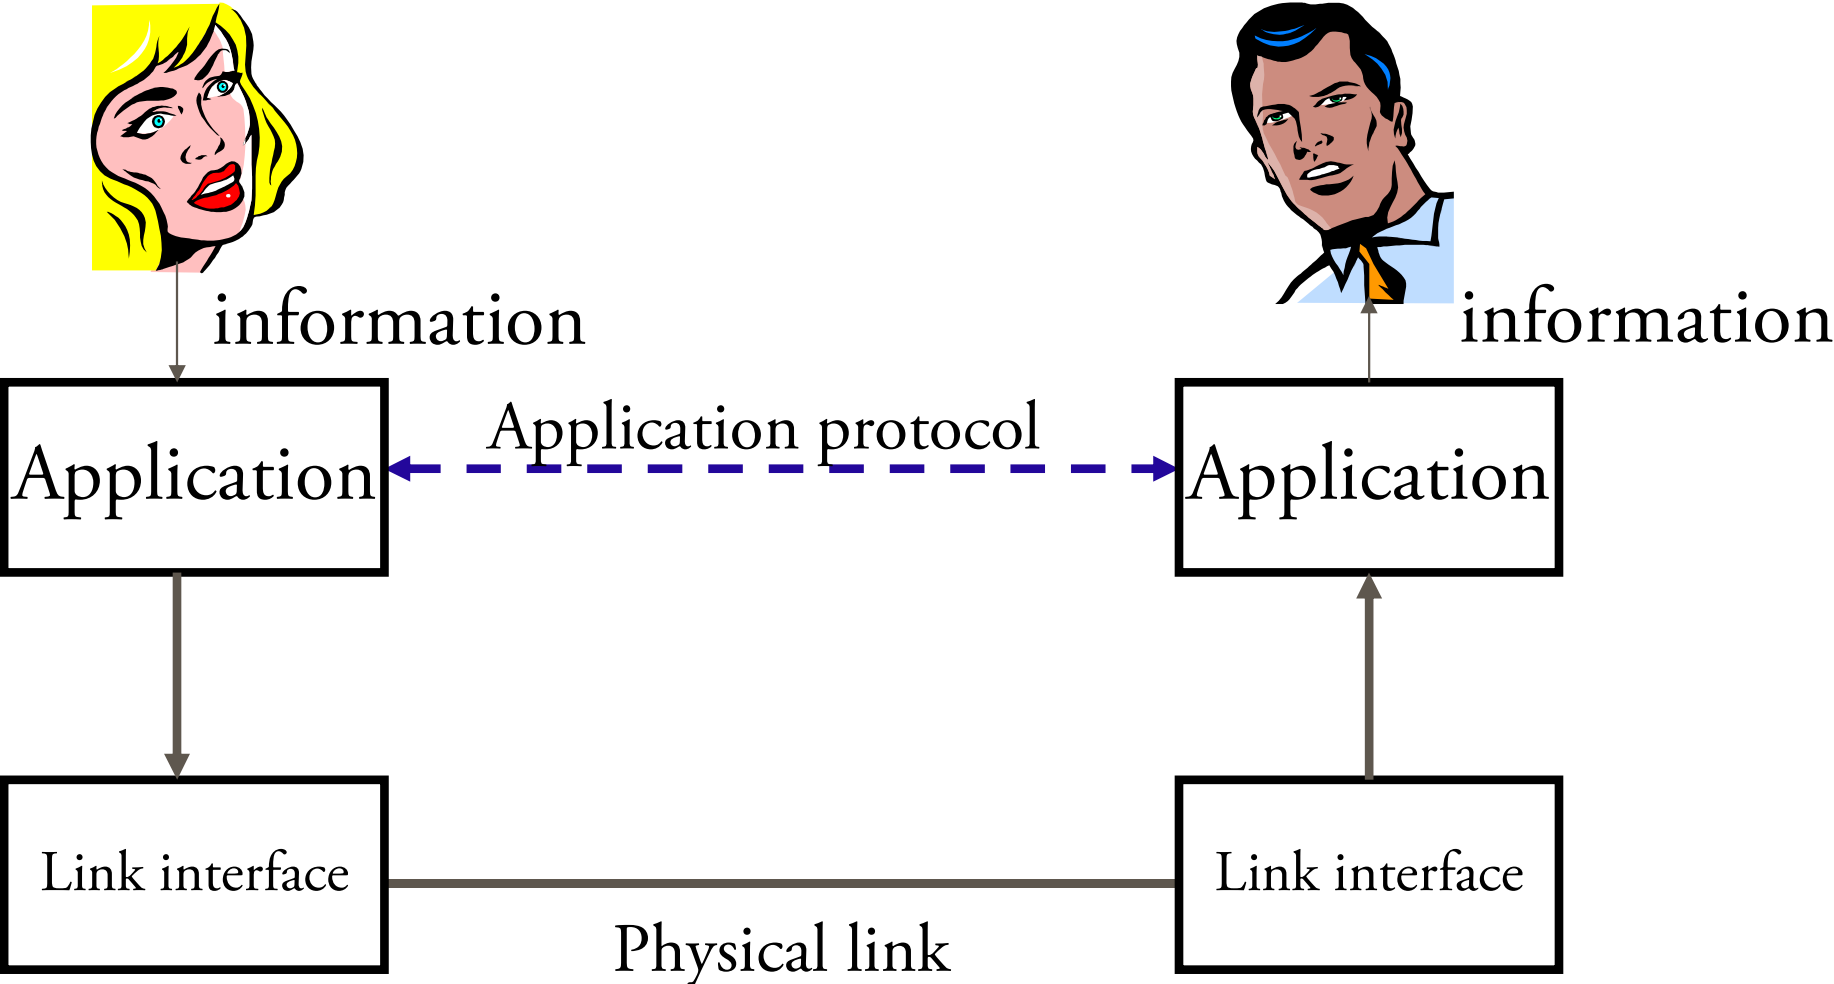 information
information
Application protocol
Application
Application
Link interface
Link interface
Physical link